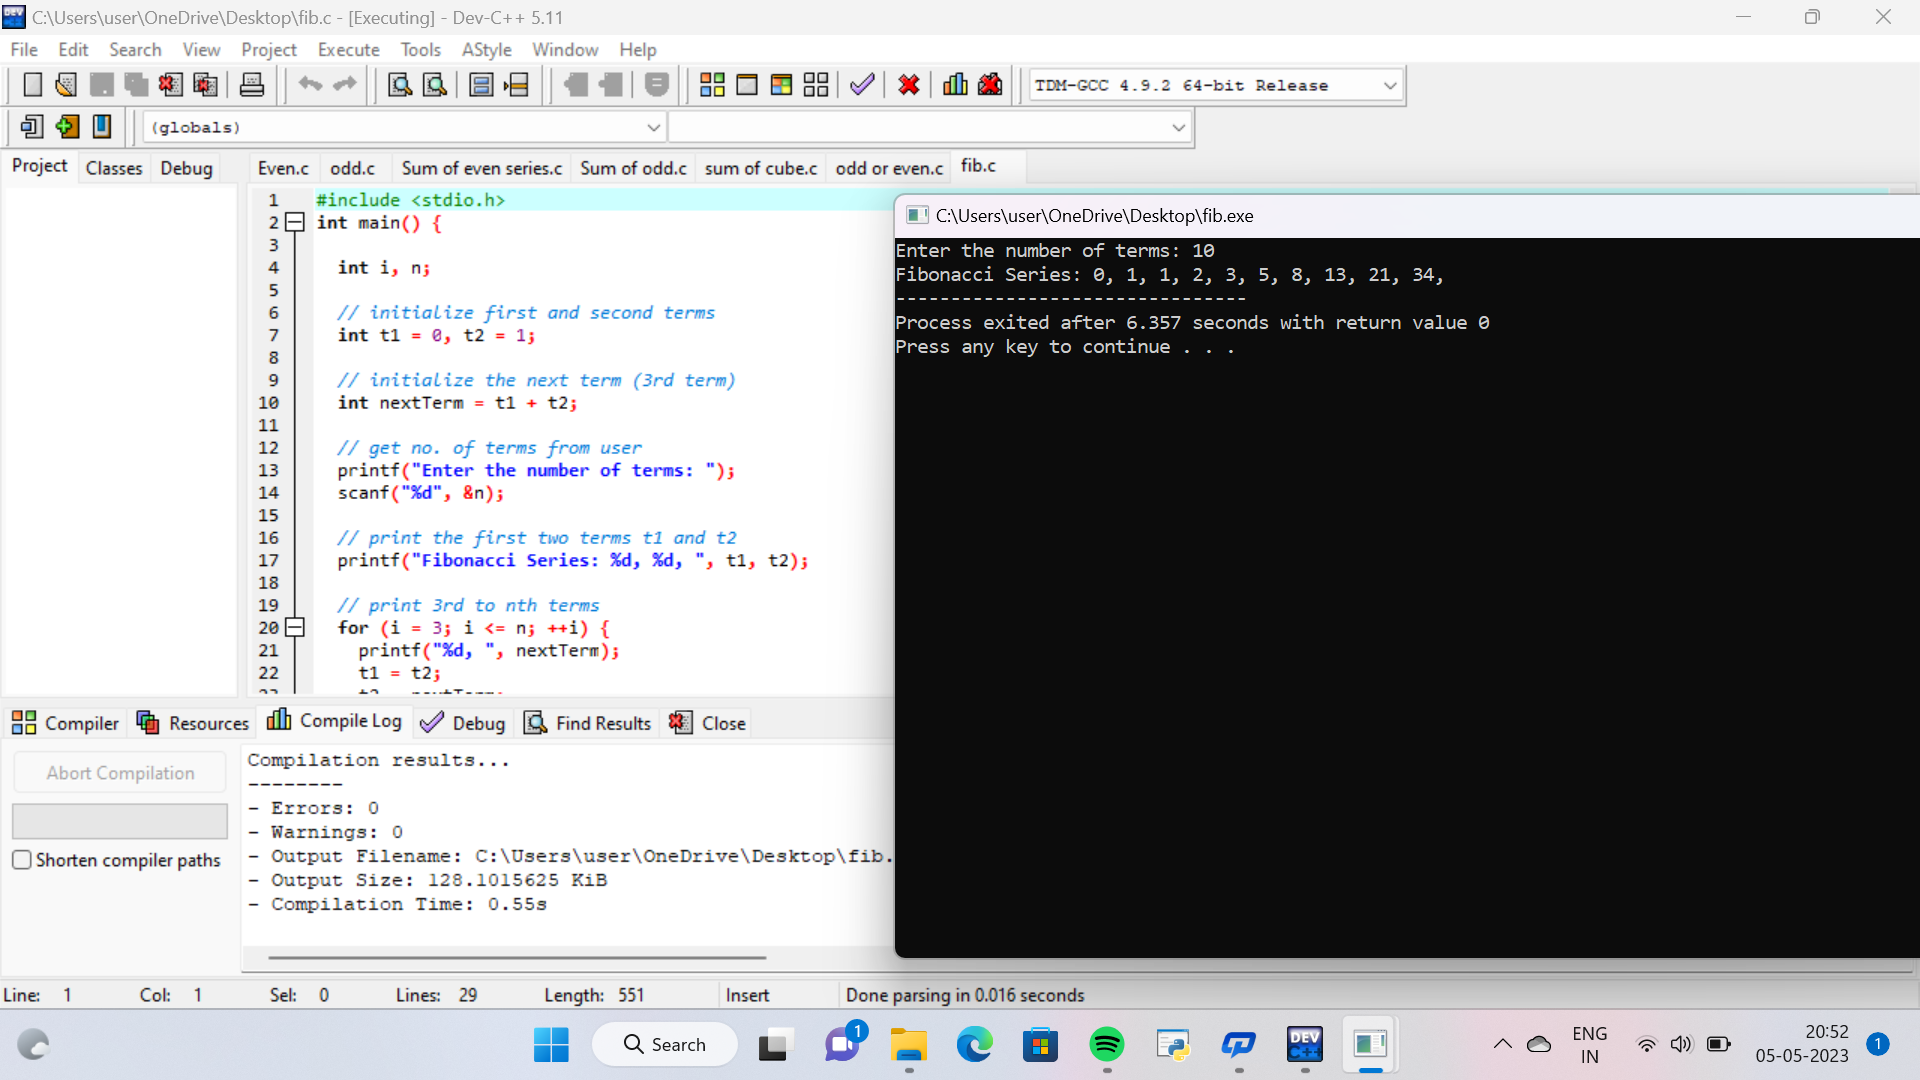 C:\Users\user\OneDrive\Desktop\fib.c - [Executing] - Dev-C++ 5.11
File Edit Search View Project Execute Tools AStyle Window Help
TDM-GCC 4.9.2 64-bit Release
(globals)
Project Classes Debug
Even.c odd.c Sum of even series.c Sum of odd.c sum of cube.c odd or even.c fib.c
1 #include <stdio.h>
2 int main() {
3
4 int i, n;
5
6 // initialize first and second terms
7 int t1 = 0, t2 = 1;
8
9 // initialize the next term (3rd term)
10 int nextTerm = t1 + t2;
11
12 // get no. of terms from user
13 printf("Enter the number of terms: ");
14 scanf("%d", &n);
15
16 // print the first two terms t1 and t2
17 printf("Fibonacci Series: %d, %d, ", t1, t2);
18
19 // print 3rd to nth terms
20 for (i = 3; i <= n; ++i) {
21 printf("%d, ", nextTerm);
22 t1 = t2;
C:\Users\user\OneDrive\Desktop\fib.exe
Enter the number of terms: 10
Fibonacci Series: 0, 1, 1, 2, 3, 5, 8, 13, 21, 34,
--------------------------------
Process exited after 6.357 seconds with return value 0
Press any key to continue . . .
Compiler Resources Compile Log Debug Find Results Close
Abort Compilation
Shorten compiler paths
Compilation results...
--------
- Errors: 0
- Warnings: 0
- Output Filename: C:\Users\user\OneDrive\Desktop\fib.
- Output Size: 128.1015625 KiB
- Compilation Time: 0.55s
Line: 1 Col: 1 Sel: 0 Lines: 29 Length: 551 Insert Done parsing in 0.016 seconds
Search
1
DEV C++
ENG
IN
20:52
05-05-2023
1